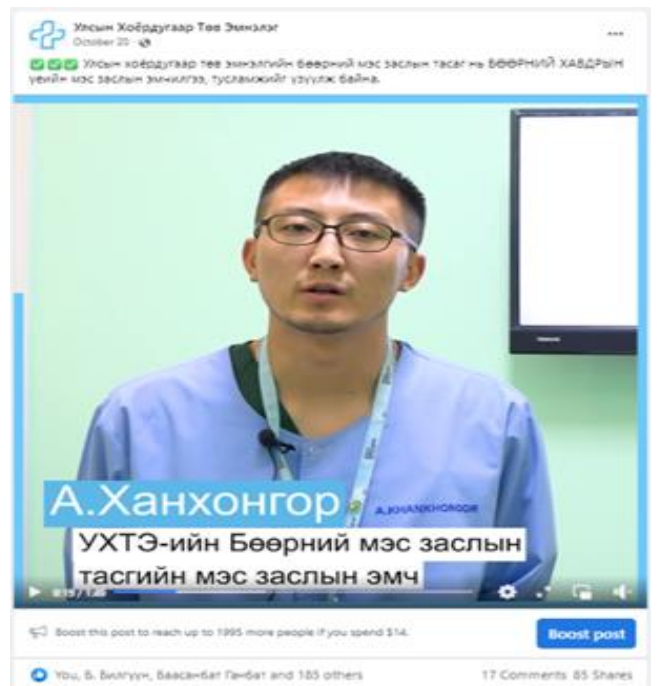 Улсын Хоёрдугаар Төв Эмнэлэг
October 20
✅✅✅ Улсын хоёрдугаар төв эмнэлгийн бөөрний мэс заслын тасаг нь БӨӨРНИЙ ХАВДРЫН
үеийн мэс заслын эмчилгээ, тусламжийг үзүүлж байна.
A.KHANKHONGOR
А.Ханхонгор
УХТЭ-ийн Бөөрний мэс заслын
тасгийн мэс заслын эмч
Boost this post to reach up to 1995 more people if you spend $14.
Boost post
You, Б. Билгүүн, Баасанбат Ганбат and 185 others
17 Comments 85 Shares